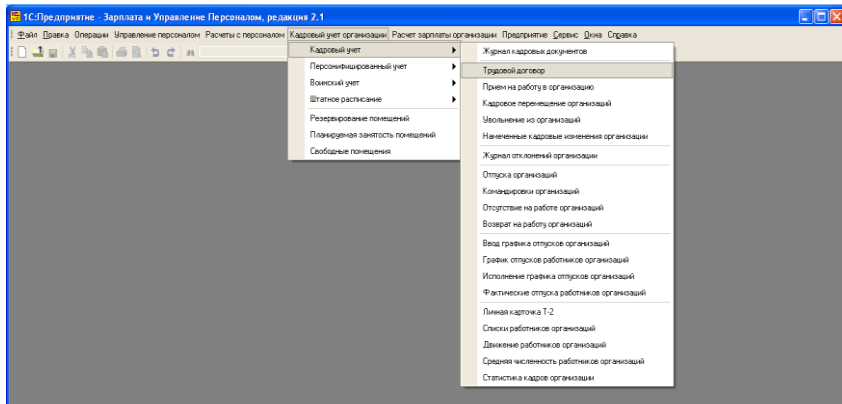 1С:Предприятие - Зарплата и Управление Персоналом, редакция 2.1
Файл Правка Операции Управление персоналом Расчеты с персоналом Кадровый учет организации Расчет зарплаты организации Предприятие Сервис Окна Справка
Кадровый учет
Персонифицированный учет
Воинский учет
Штатное расписание
Резервирование помещений
Планируемая занятость помещений
Свободные помещения
Журнал кадровых документов
Трудовой договор
Прием на работу в организацию
Кадровое перемещение организаций
Увольнение из организаций
Намеченные кадровые изменения организации
Журнал отклонений организации
Отпуска организаций
Командировки организаций
Отсутствие на работе организаций
Возврат на работу организаций
Ввод графика отпусков организаций
График отпусков работников организаций
Исполнение графика отпусков организаций
Фактические отпуска работников организаций
Личная карточка Т-2
Списки работников организаций
Движение работников организаций
Средняя численность работников организаций
Статистика кадров организации